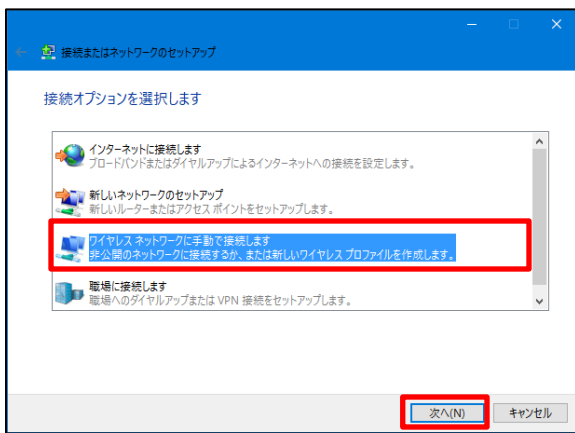 接続またはネットワークのセットアップ
接続オプションを選択します
インターネットに接続します
ブロードバンドまたはダイヤルアップによるインターネットへの接続を設定します。
新しいネットワークのセットアップ
新しいルーターまたはアクセス ポイントをセットアップします。
ワイヤレス ネットワークに手動で接続します
非公開のネットワークに接続するか、または新しいワイヤレス プロファイルを作成します。
職場に接続します
職場へのダイヤルアップまたは VPN 接続をセットアップします。
次へ(N) キャンセル